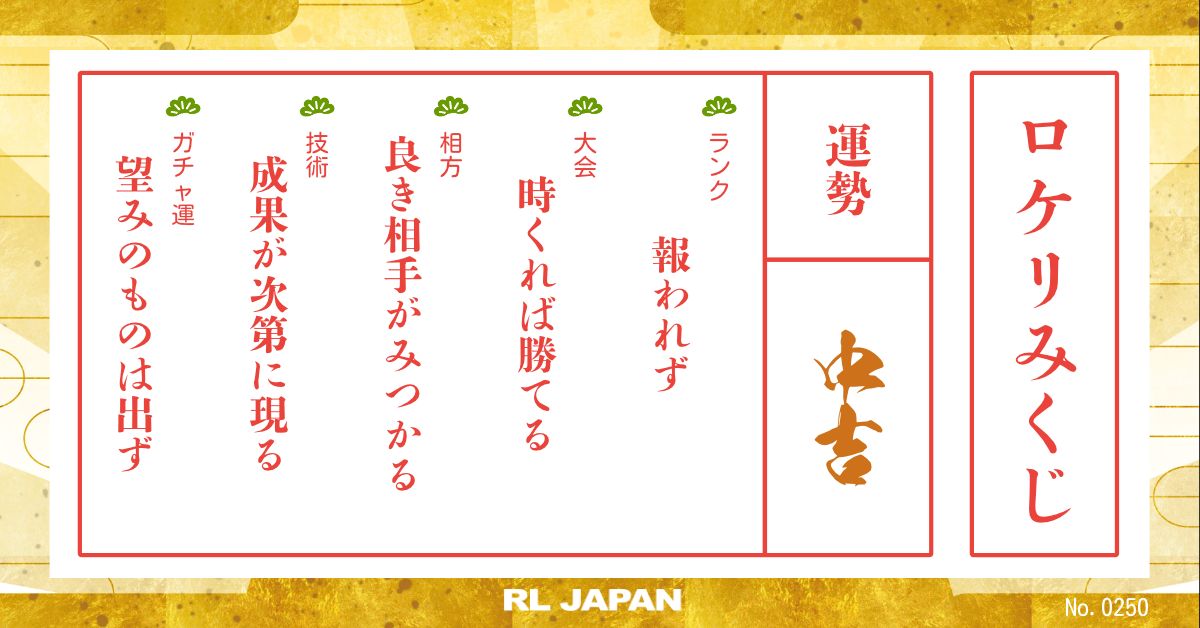 ロケリみくじ
運勢
中吉
ランク
報われず
大会
時くれば勝てる
相方
良き相手がみつかる
技術
成果が次第に現る
ガチャ運
望みのものは出ず
RL JAPAN
No. 0250